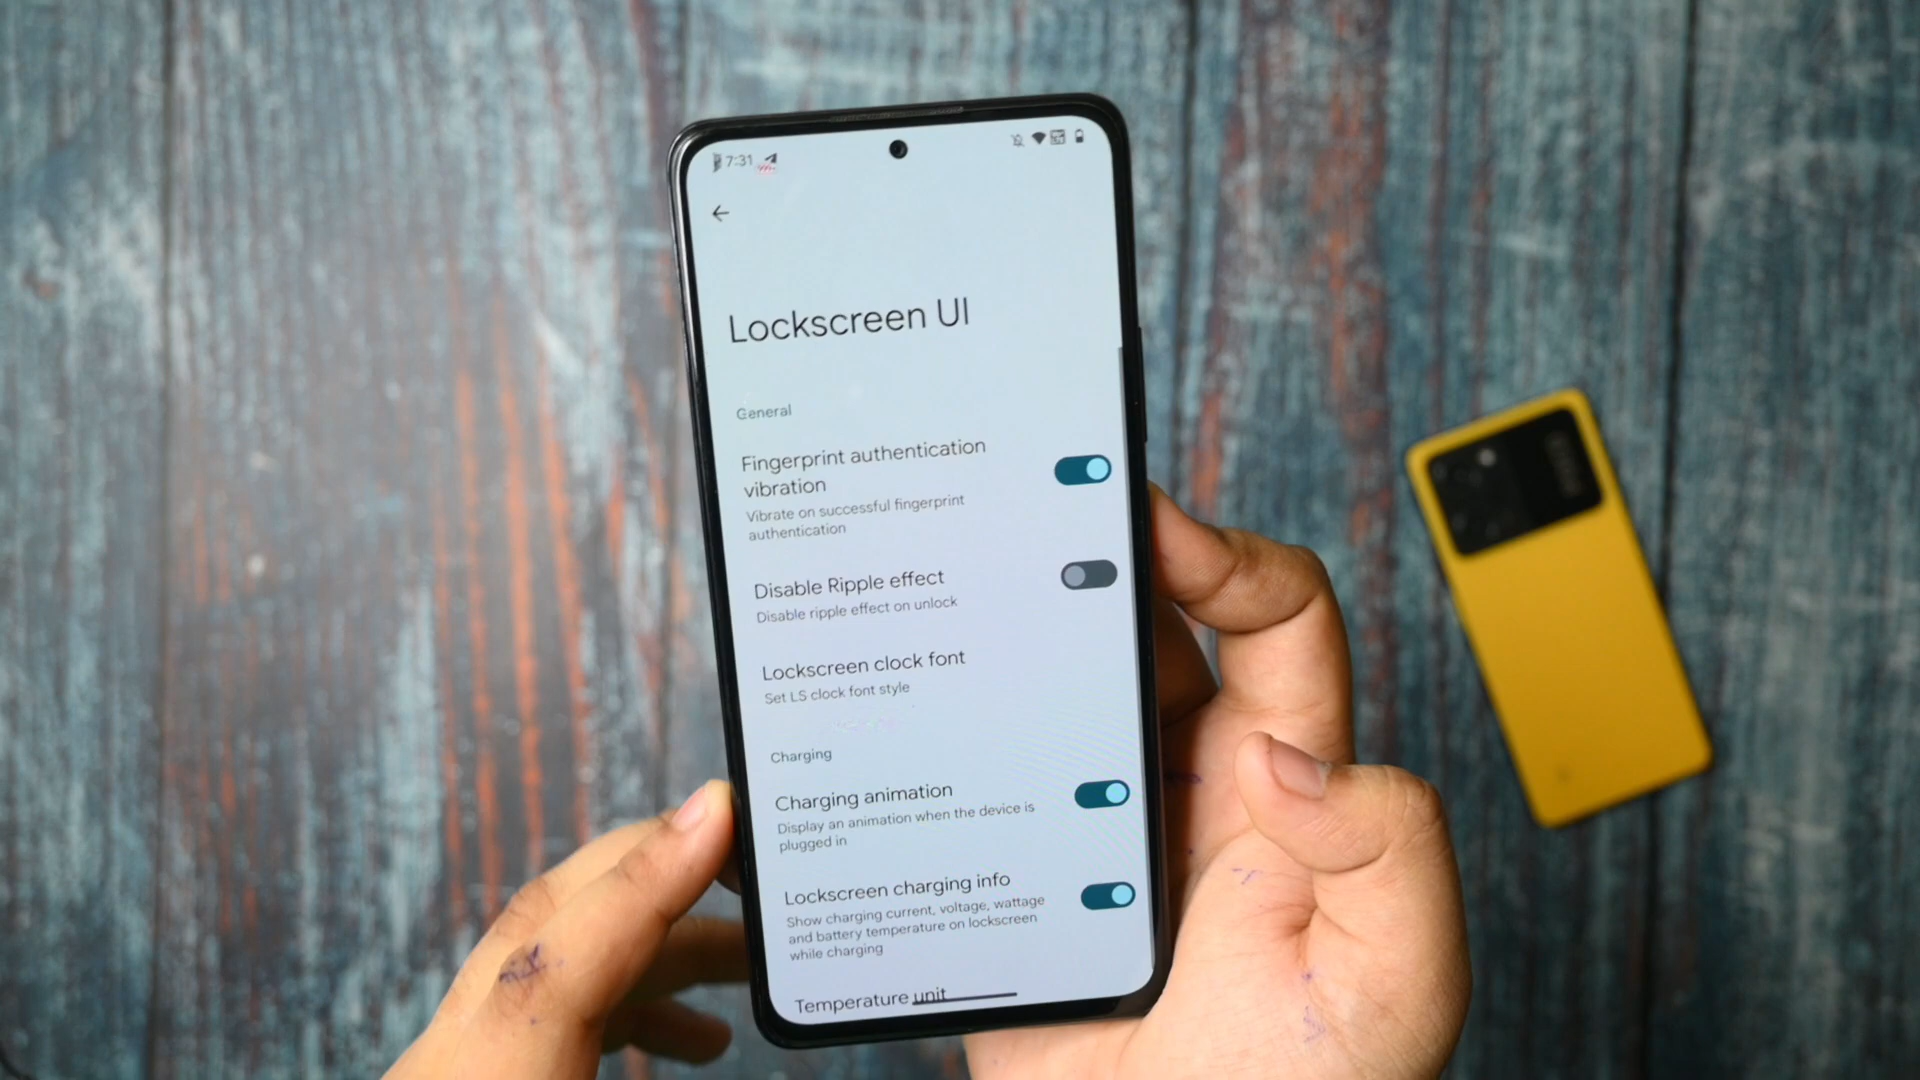 7:31
Lockscreen UI
General
Fingerprint authentication
vibration
Vibrate on successful fingerprint
authentication
Disable Ripple effect
Disable ripple effect on unlock
Lockscreen clock font
Set LS clock font style
Charging
Charging animation
Display an animation when the device is
plugged in
Lockscreen charging info
Show charging current, voltage, wattage
and battery temperature on lockscreen
while charging
Temperature unit